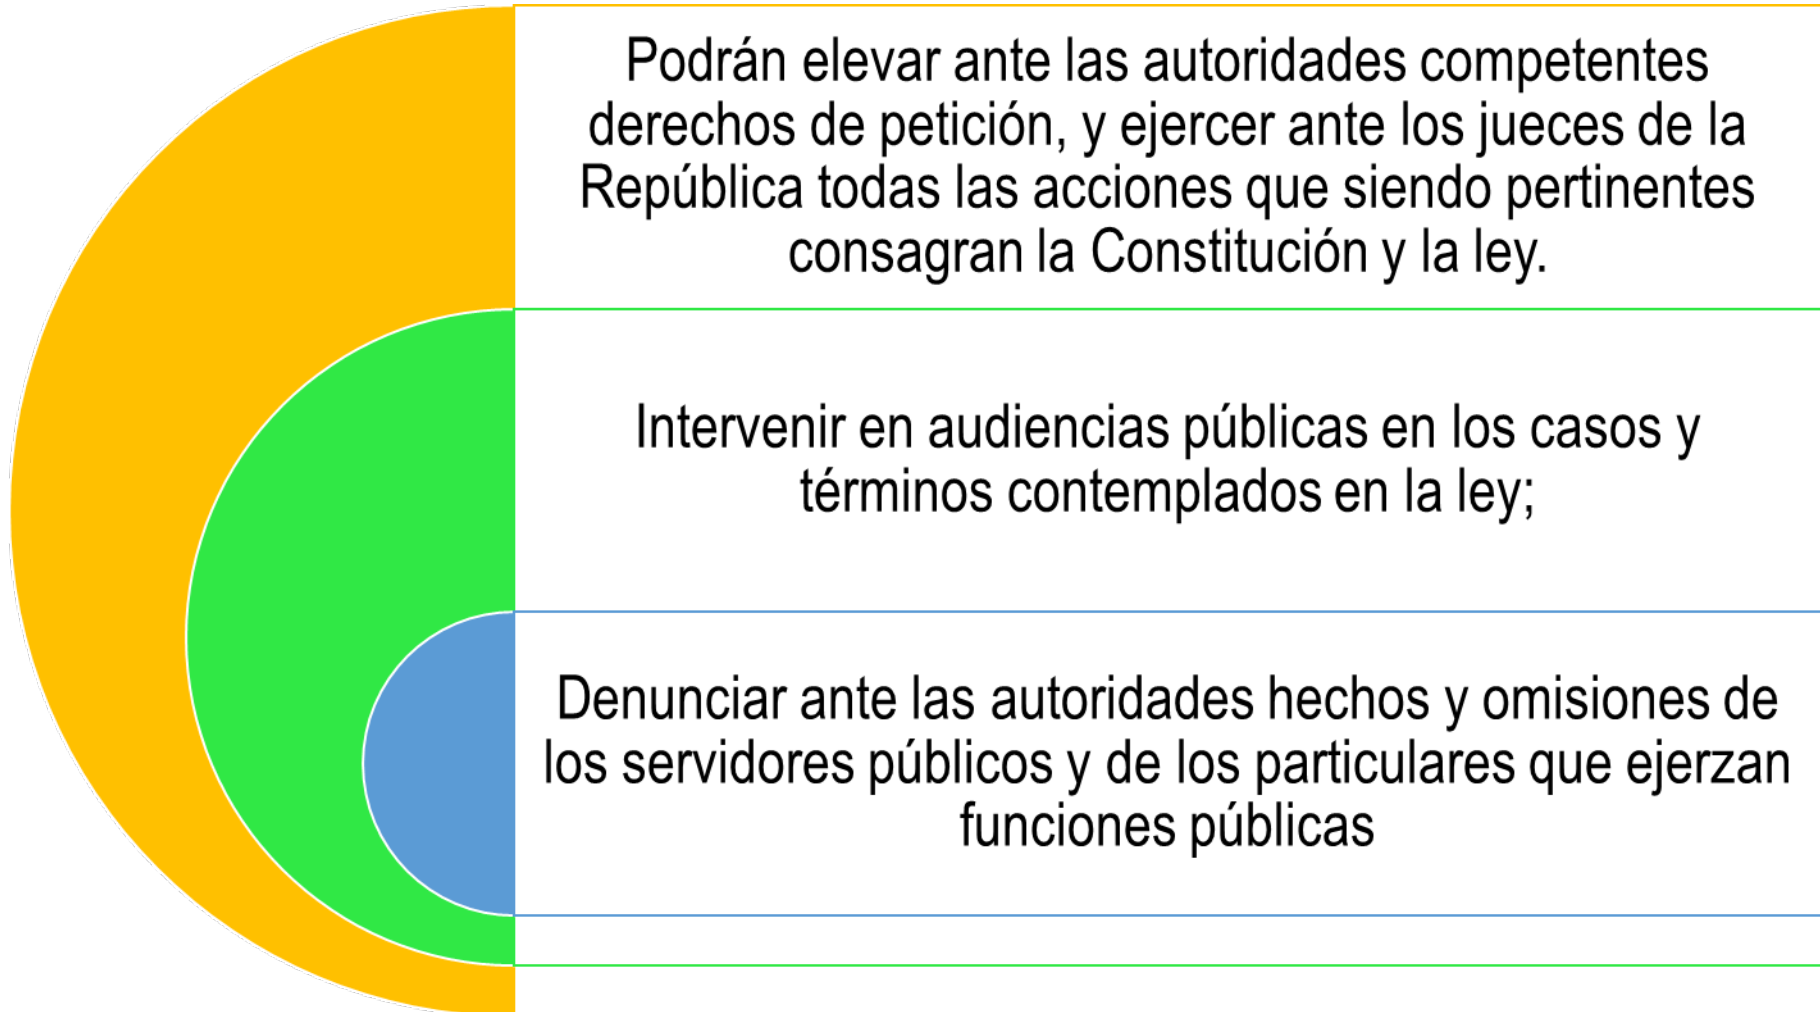 Podrán elevar ante las autoridades competentes
derechos de petición, y ejercer ante los jueces de la
República todas las acciones que siendo pertinentes
consagran la Constitución y la ley.
Intervenir en audiencias públicas en los casos y
términos contemplados en la ley;
Denunciar ante las autoridades hechos y omisiones de
los servidores públicos y de los particulares que ejerzan
funciones públicas